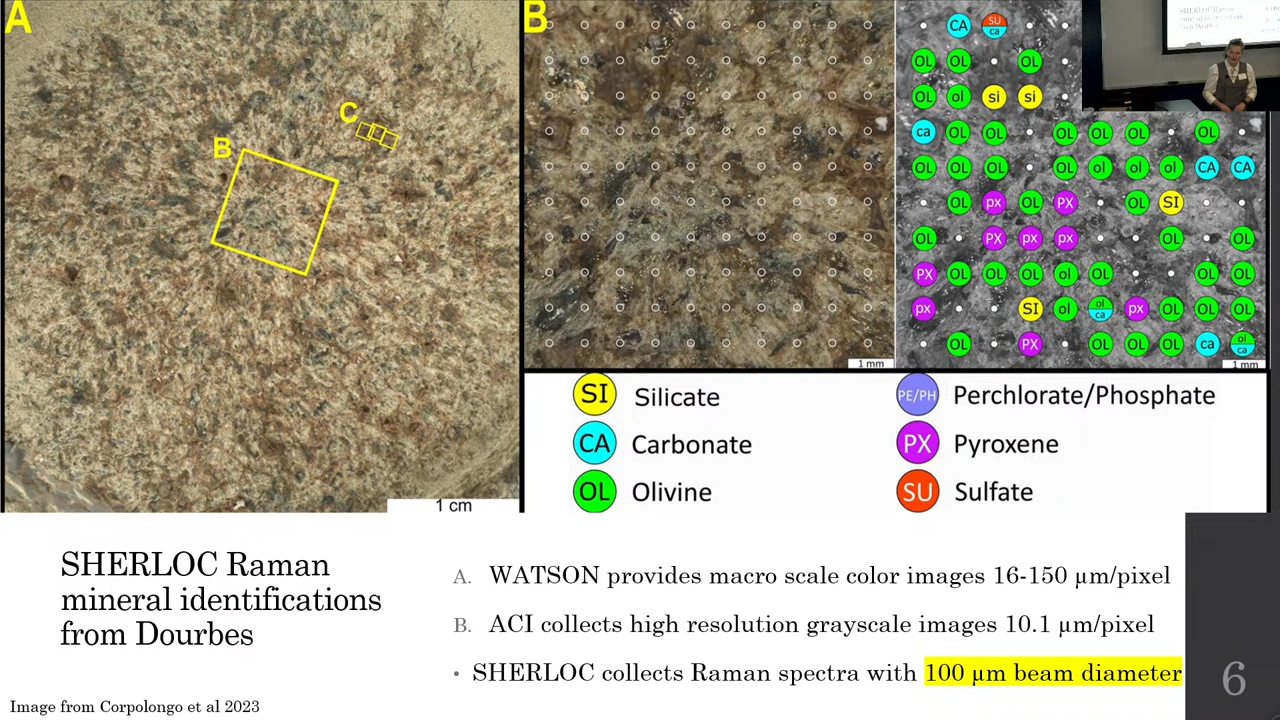 A
B
C
B
1 cm
1 mm
CA SU ca
OL OL OL
OL ol si si
ca OL OL OL OL OL OL
OL OL OL OL ol ol ol CA CA
OL px OL PX OL SI
OL PX px px OL OL
PX OL OL OL ol OL OL OL
px SI ol ol ca px OL OL OL
OL PX OL OL OL ca ol ca
1 mm
SI Silicate
CA Carbonate
OL Olivine
PE/PH Perchlorate/Phosphate
PX Pyroxene
SU Sulfate
SHERLOC Raman
mineral identifications
from Dourbes
A. WATSON provides macro scale color images 16-150 µm/pixel
B. ACI collects high resolution grayscale images 10.1 µm/pixel
• SHERLOC collects Raman spectra with 100 µm beam diameter
6
Image from Corpolongo et al 2023